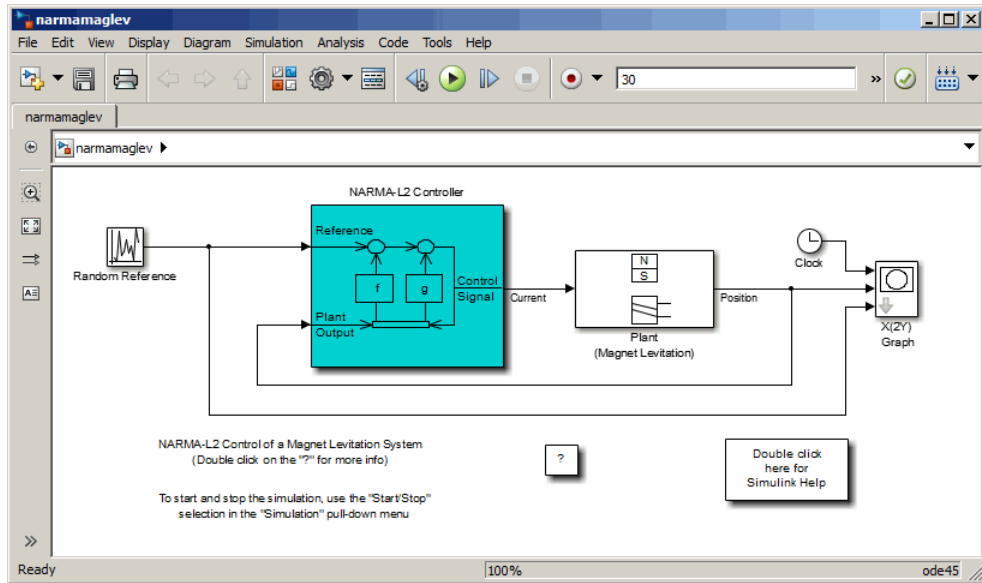 narmamaglev
File Edit View Display Diagram Simulation Analysis Code Tools Help
30
»
narmamaglev
narmamaglev
NARMA-L2 Controller
Random Reference
Reference
f
g
Control
Signal
Plant
Output
Current
N
S
Plant
(Magnet Levitation)
Position
Clock
X(2Y)
Graph
NARMA-L2 Control of a Magnet Levitation System
(Double click on the "?" for more info)
To start and stop the simulation, use the "Start/Stop"
selection in the "Simulation" pull-down menu
?
Double click
here for
Simulink Help
»
Ready 100% ode45